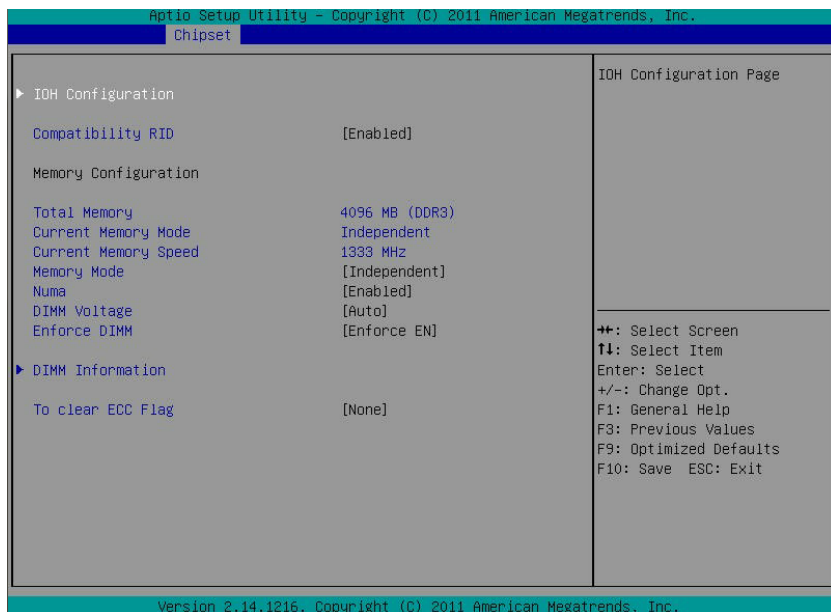 Aptio Setup Utility - Copyright (C) 2011 American Megatrends, Inc.
Chipset
IOH Configuration
Compatibility RID [Enabled]
Memory Configuration
Total Memory 4096 MB (DDR3)
Current Memory Mode Independent
Current Memory Speed 1333 MHz
Memory Mode [Independent]
Numa [Enabled]
DIMM Voltage [Auto]
Enforce DIMM [Enforce EN]
DIMM Information
To clear ECC Flag [None]
IOH Configuration Page
→←: Select Screen
↑↓: Select Item
Enter: Select
+/-: Change Opt.
F1: General Help
F3: Previous Values
F9: Optimized Defaults
F10: Save ESC: Exit
Version 2.14.1216. Copyright (C) 2011 American Megatrends, Inc.